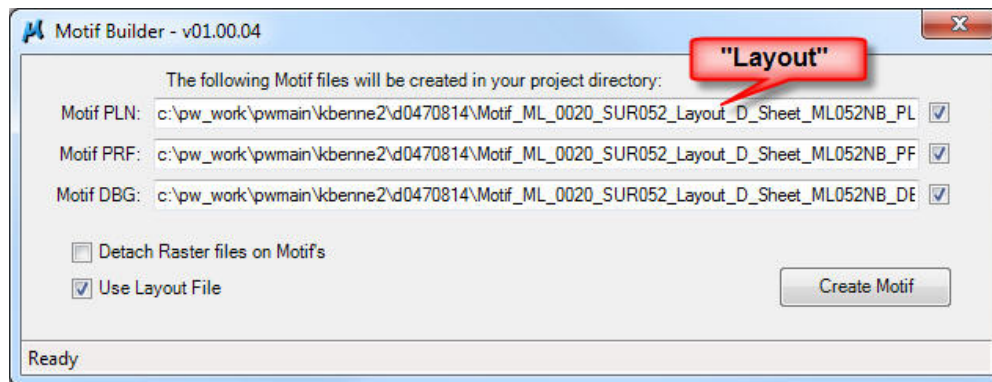 Motif Builder - v01.00.04
"Layout"
The following Motif files will be created in your project directory:
Motif PLN: c:\pw_work\pwmain\kbenne2\d0470814\Motif_ML_0020_SUR052_Layout_D_Sheet_ML052NB_PL
Motif PRF: c:\pw_work\pwmain\kbenne2\d0470814\Motif_ML_0020_SUR052_Layout_D_Sheet_ML052NB_PF
Motif DBG: c:\pw_work\pwmain\kbenne2\d0470814\Motif_ML_0020_SUR052_Layout_D_Sheet_ML052NB_DE
Detach Raster files on Motif's
Use Layout File
Create Motif
Ready